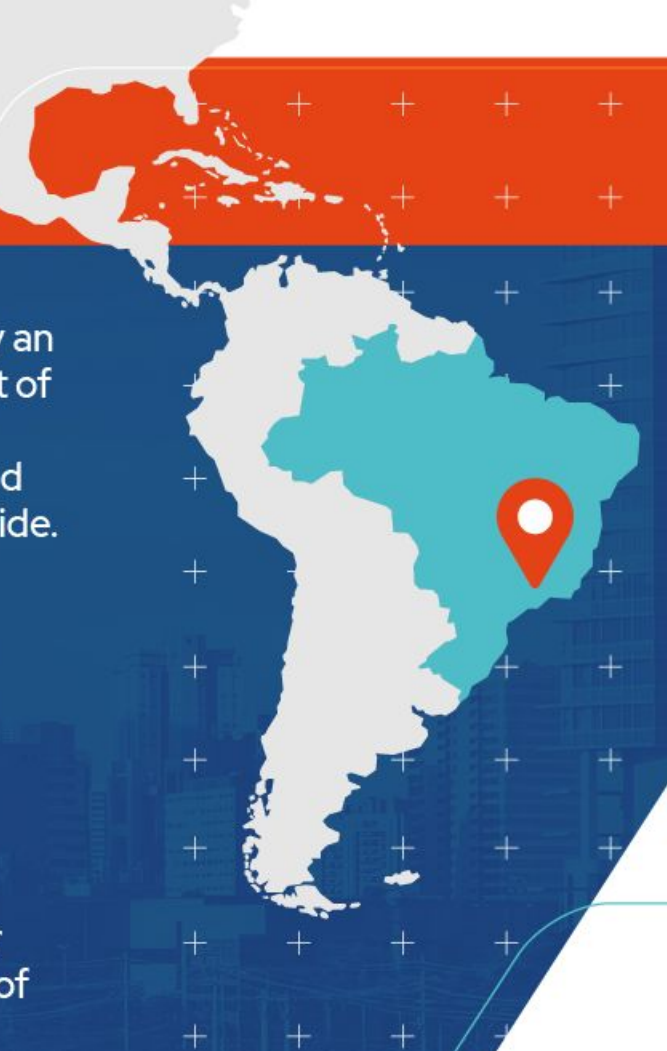 y an
t of
d
ide.
of